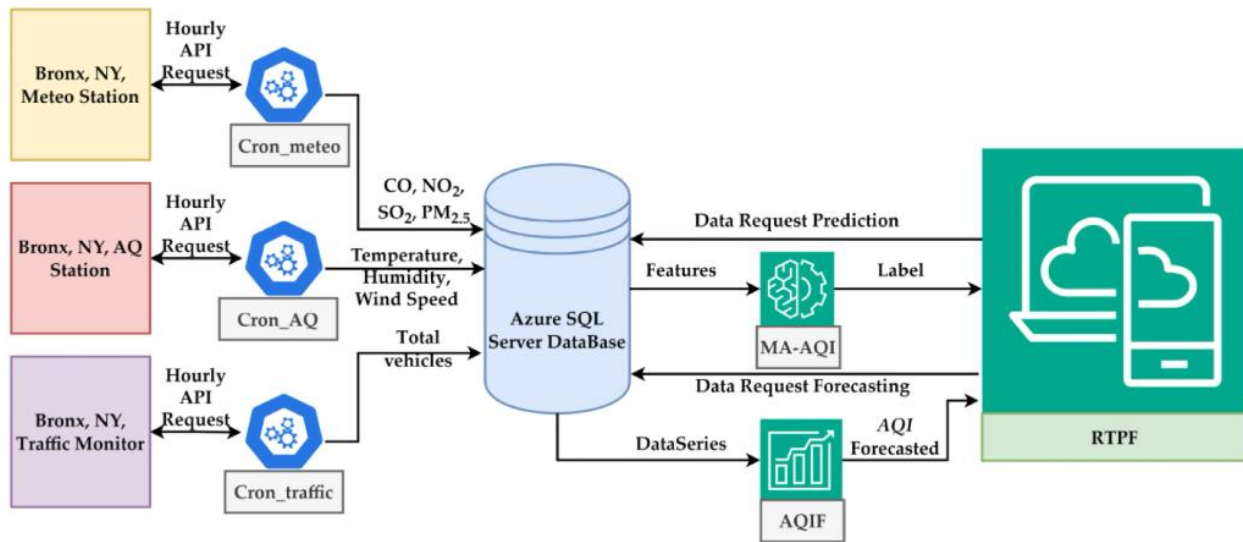 Hourly
API
Request
Bronx, NY,
Meteo Station
Cron_meteo
CO, NO₂,
SO₂, PM₂.₅
Hourly
API
Request
Bronx, NY, AQ
Station
Cron_AQ
Temperature,
Humidity,
Wind Speed
Hourly
API
Request
Bronx, NY,
Traffic Monitor
Cron_traffic
Total
vehicles
Azure SQL
Server DataBase
Data Request Prediction
Features
MA-AQI
Label
Data Request Forecasting
DataSeries
AQIF
AQI
Forecasted
RTPF